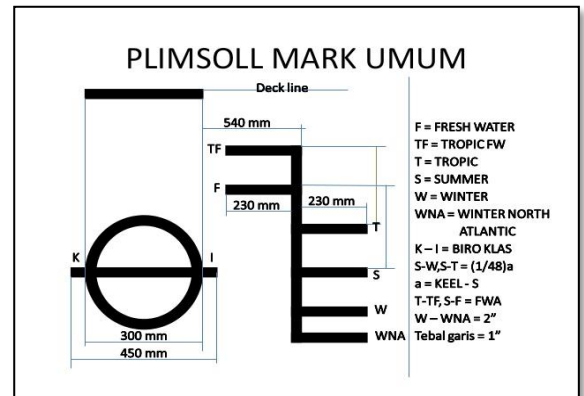 PLIMSOLL MARK UMUM
Deck line
540 mm
TF
F
230 mm
230 mm
T
K
I
S
W
WNA
300 mm
450 mm
F = FRESH WATER
TF = TROPIC FW
T = TROPIC
S = SUMMER
W = WINTER
WNA = WINTER NORTH
ATLANTIC
K – I = BIRO KLAS
S-W,S-T = (1/48)a
a = KEEL - S
T-TF, S-F = FWA
W – WNA = 2”
Tebal garis = 1”